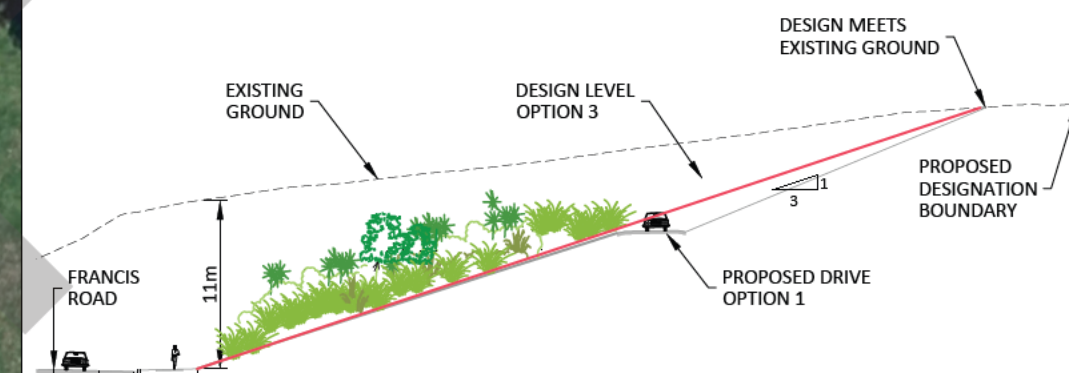 DESIGN MEETS
EXISTING GROUND
EXISTING
GROUND
DESIGN LEVEL
OPTION 3
1
3
PROPOSED
DESIGNATION
BOUNDARY
FRANCIS
ROAD
11m
PROPOSED DRIVE
OPTION 1